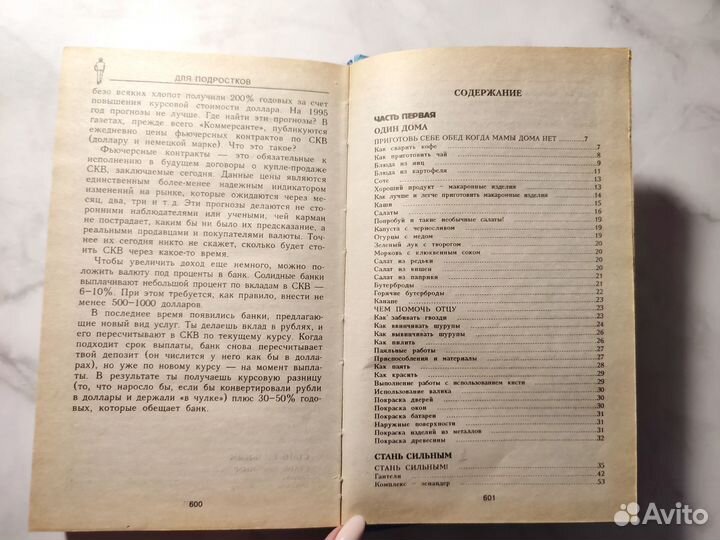 ДЛЯ ПОДРОСТКОВ
безо всяких хлопот получили 200% годовых за счет
повышения курсовой стоимости доллара. На 1995
год прогнозы не лучше. Где найти эти прогнозы? В
газетах, прежде всего «Коммерсанте», публикуются
ежедневно цены фьючерсных контрактов по СКВ
(доллару и немецкой марке) Что это такое?
Фьючерсные контракты — это обязательные к
исполнению в будущем договора о купле-продаже
СКВ, заключаемые сегодня. Данные цены являются
единственным более-менее надежным индикатором
изменений на рынке, которые ожидаются через ме-
сяц, два, три и т. д. Эти прогнозы делаются не сто-
ронними наблюдателями или учеными, чей карман
не пострадает, каким бы ни было их предсказание, а
реальными продавцами и покупателями валюты. Точ-
нее их сегодня никто не скажет, сколько будет сто-
ить СКВ через какое-то время.
Чтобы увеличить доход еще немного, можно по-
ложить валюту под проценты в банк. Солидные банки
выплачивают небольшой процент по вкладам в СКВ —
6—10%. При этом требуется, как правило, внести не
менее 500—1000 долларов.
В последнее время появились банки, предлагаю-
щие новый вид услуг. Ты делаешь вклад в рублях, и его
пересчитывают в СКВ по текущему курсу. Когда
подходит срок выплаты, банк снова пересчитывает
твой депозит (он числится у него как бы в долла-
рах), но уже по новому курсу — на момент выпла-
ты. В результате ты получаешь курсовую разницу
(то, что наросло бы, если бы конвертировали рубли
в доллары и держали «в чулке») плюс 30—50% годо-
вых, которые обещает банк.
600
СОДЕРЖАНИЕ
ЧАСТЬ ПЕРВАЯ
ОДИН ДОМА
ПРИГОТОВЬ СЕБЕ ОБЕД КОГДА МАМЫ ДОМА НЕТ 7
Как сварить кофе 7
Как приготовить чай 8
Блюда из яиц 9
Блюда из картофеля 11
Соте 13
Хороший продукт — макаронные изделия 13
Как лучше и легче приготовить макаронные изделия 14
Каши 15
Салаты 16
Попробуй и такие необычные салаты! 19
Капуста с черносливом 19
Огурцы с медом 19
Зеленый лук с творогом 20
Морковь с клюквенным соком 20
Салат из редьки 20
Салат из кишеи 20
Салат из паприки 21
Бутерброды 21
Горячие бутерброды 22
Канапе 23
ЧЕМ ПОМОЧЬ ОТЦУ 23
Как забивать гвозди 23
Как ввинчивать шурупы 24
Как вывинчивать шурупы 26
Как пилить 26
Паяльные работы 27
Приспособления и материалы 27
Как паять 28
Как красить 29
Выполнение работы с использованием кисти 29
Использование валика 30
Покраска дверей 30
Покраска окон 31
Покраска батареи 31
Наружные поверхности 31
Покраска изделий из металлов 31
Покраска древесины 32
СТАНЬ СИЛЬНЫМ
СТАНЬ СИЛЬНЫМ! 35
Гантели 42
Комплекс — эспандер 53
601
Avito